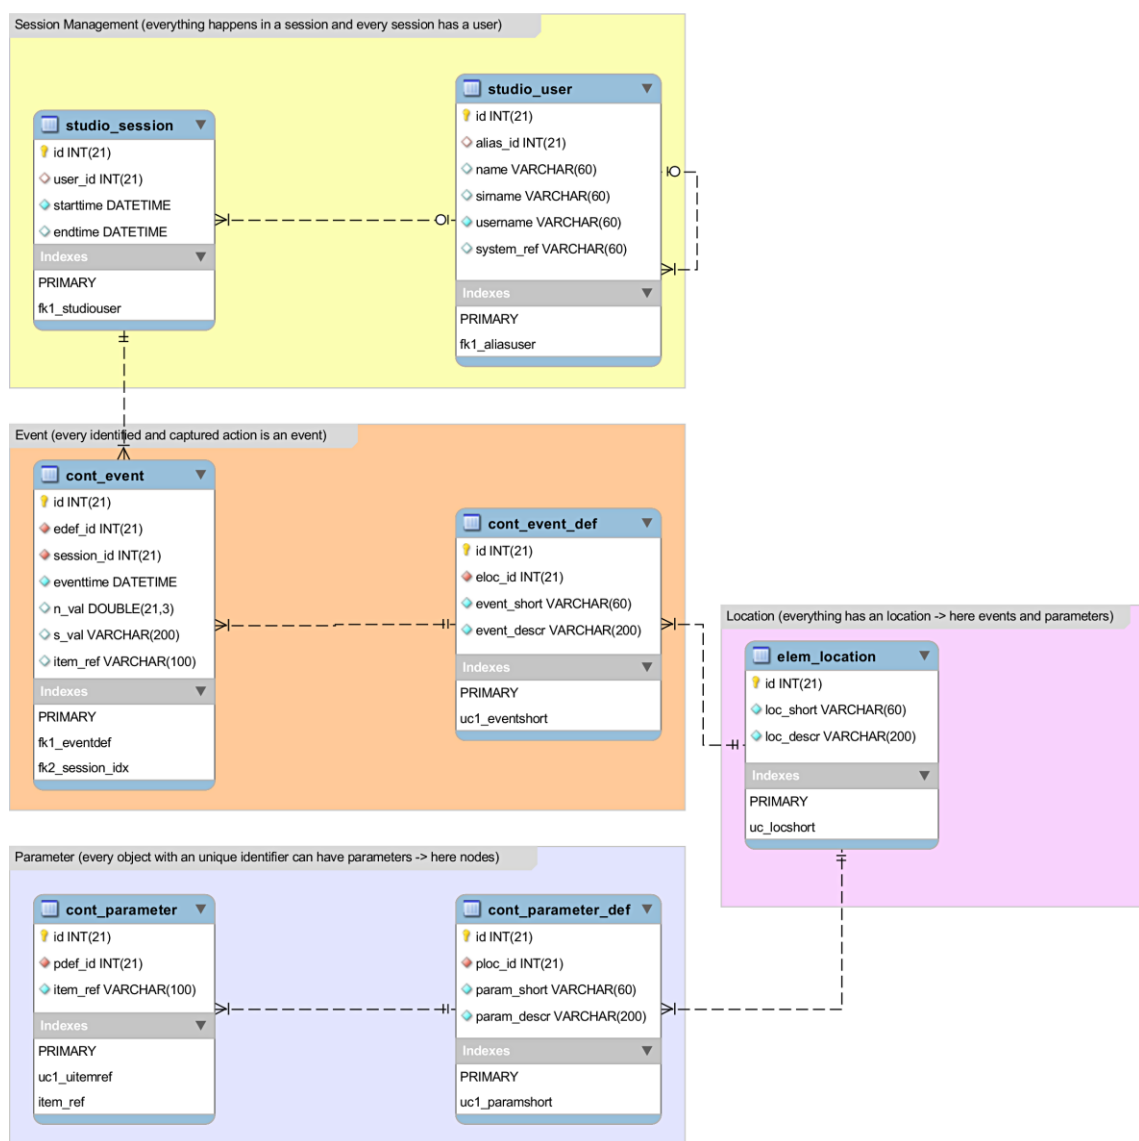 Session Management (everything happens in a session and every session has a user)
studio_session
id INT(21)
user_id INT(21)
starttime DATETIME
endtime DATETIME
Indexes
PRIMARY
fk1_studiouser
studio_user
id INT(21)
alias_id INT(21)
name VARCHAR(60)
sirname VARCHAR(60)
username VARCHAR(60)
system_ref VARCHAR(60)
Indexes
PRIMARY
fk1_aliasuser
Event (every identified and captured action is an event)
cont_event
id INT(21)
edef_id INT(21)
session_id INT(21)
eventtime DATETIME
n_val DOUBLE(21,3)
s_val VARCHAR(200)
item_ref VARCHAR(100)
Indexes
PRIMARY
fk1_eventdef
fk2_session_idx
cont_event_def
id INT(21)
eloc_id INT(21)
event_short VARCHAR(60)
event_descr VARCHAR(200)
Indexes
PRIMARY
uc1_eventshort
Location (everything has an location -> here events and parameters)
elem_location
id INT(21)
loc_short VARCHAR(60)
loc_descr VARCHAR(200)
Indexes
PRIMARY
uc_locshort
Parameter (every object with an unique identifier can have parameters -> here nodes)
cont_parameter
id INT(21)
pdef_id INT(21)
item_ref VARCHAR(100)
Indexes
PRIMARY
uc1_uitemref
item_ref
cont_parameter_def
id INT(21)
ploc_id INT(21)
param_short VARCHAR(60)
param_descr VARCHAR(200)
Indexes
PRIMARY
uc1_paramshort